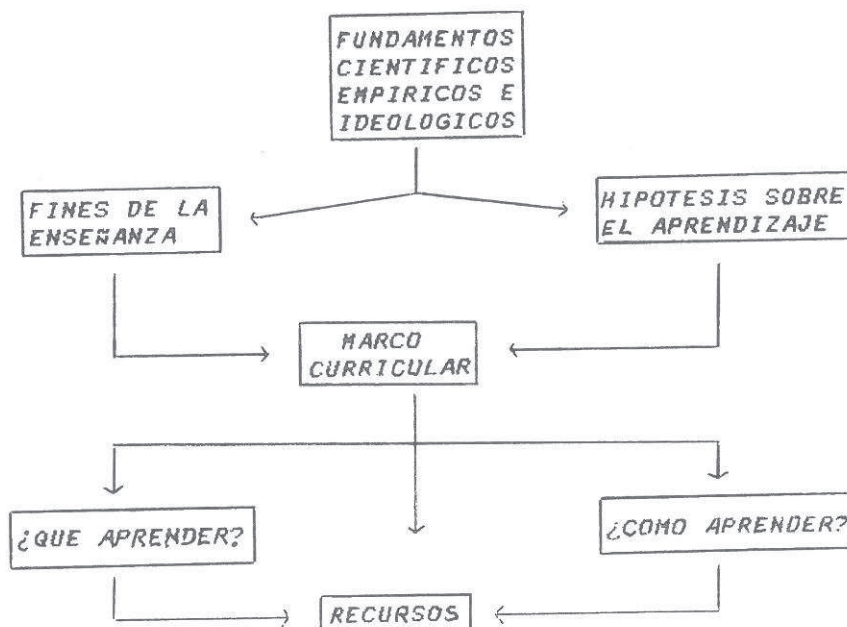 FUNDAMENTOS
CIENTIFICOS
EMPIRICOS E
IDEOLOGICOS
FINES DE LA
ENSEÑANZA
HIPOTESIS SOBRE
EL APRENDIZAJE
MARCO
CURRICULAR
¿QUE APRENDER?
¿COMO APRENDER?
RECURSOS